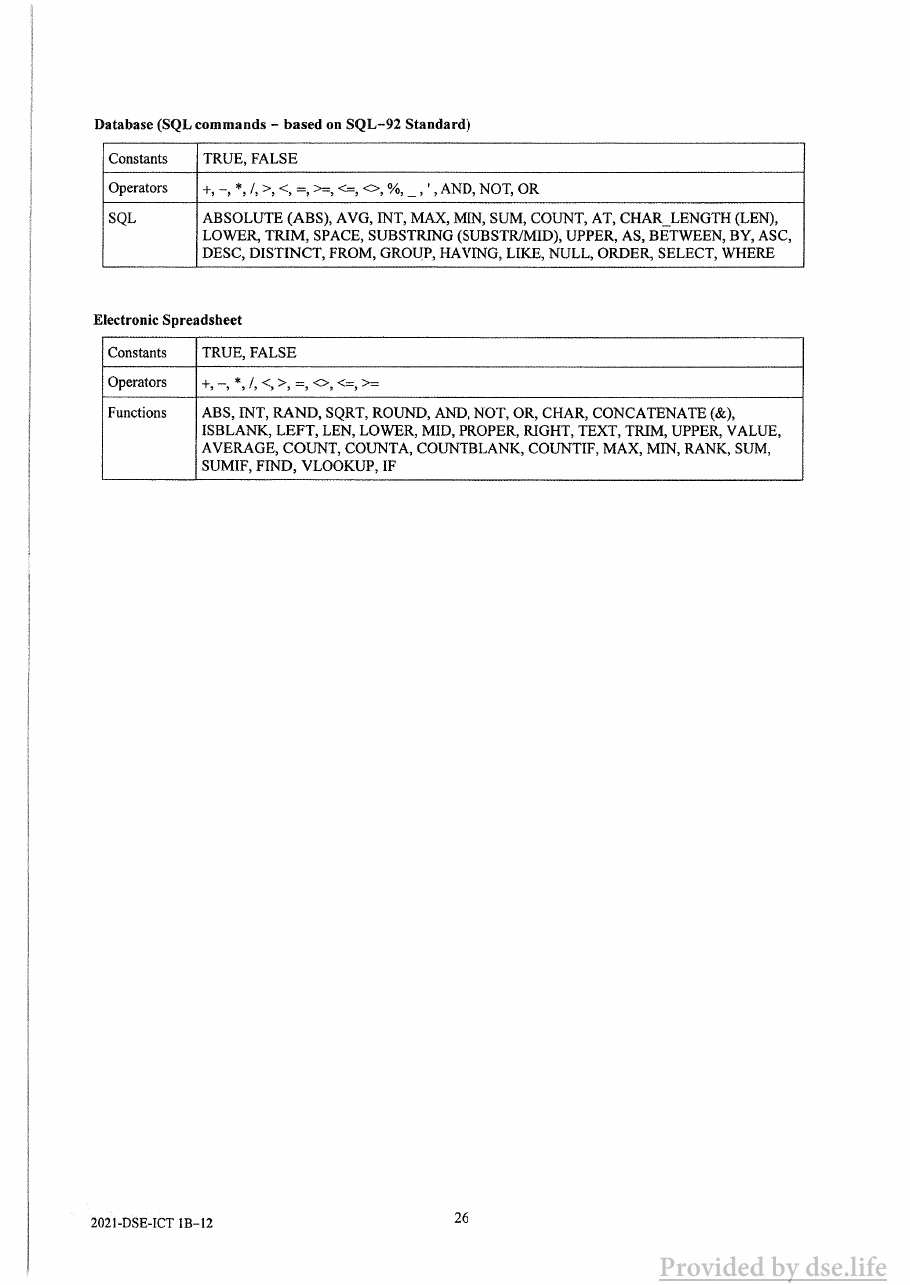 Database (SQL commands – based on SQL–92 Standard)
Constants TRUE, FALSE
Operators +, –, *, /, >, <, =, >=, <=, <>, %, _ , ' , AND, NOT, OR
SQL ABSOLUTE (ABS), AVG, INT, MAX, MIN, SUM, COUNT, AT, CHAR_LENGTH (LEN),
LOWER, TRIM, SPACE, SUBSTRING (SUBSTR/MID), UPPER, AS, BETWEEN, BY, ASC,
DESC, DISTINCT, FROM, GROUP, HAVING, LIKE, NULL, ORDER, SELECT, WHERE
Electronic Spreadsheet
Constants TRUE, FALSE
Operators +, –, *, /, <, >, =, <>, <=, >=
Functions ABS, INT, RAND, SQRT, ROUND, AND, NOT, OR, CHAR, CONCATENATE (&),
ISBLANK, LEFT, LEN, LOWER, MID, PROPER, RIGHT, TEXT, TRIM, UPPER, VALUE,
AVERAGE, COUNT, COUNTA, COUNTBLANK, COUNTIF, MAX, MIN, RANK, SUM,
SUMIF, FIND, VLOOKUP, IF
2021-DSE-ICT 1B–12 26
Provided by dse.life